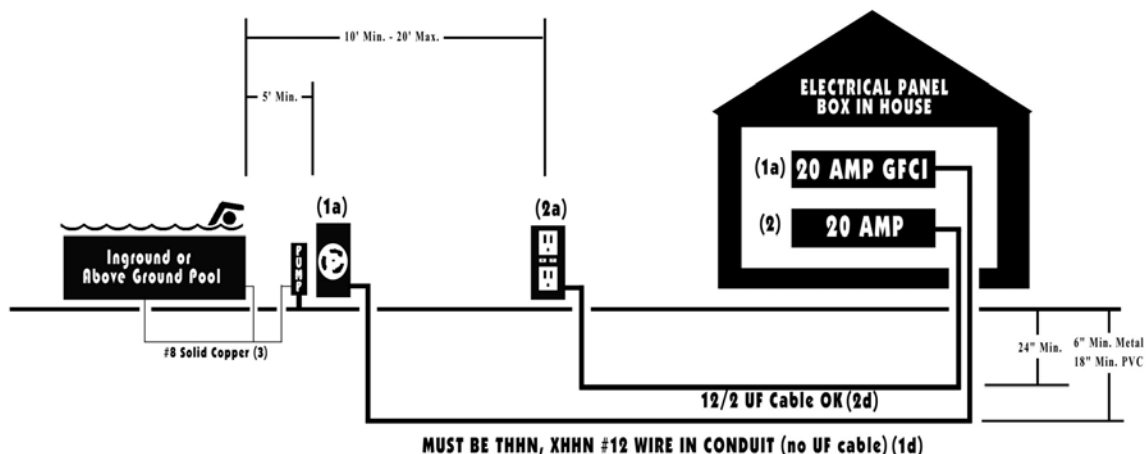 10' Min. - 20' Max.
5' Min.
ELECTRICAL PANEL
BOX IN HOUSE
(1a)
20 AMP GFCI
(2)
20 AMP
(1a)
(2a)
Inground or
Above Ground Pool
PUMP
#8 Solid Copper (3)
24" Min.
6" Min. Metal
18" Min. PVC
12/2 UF Cable OK (2d)
MUST BE THHN, XHHN #12 WIRE IN CONDUIT (no UF cable) (1d)